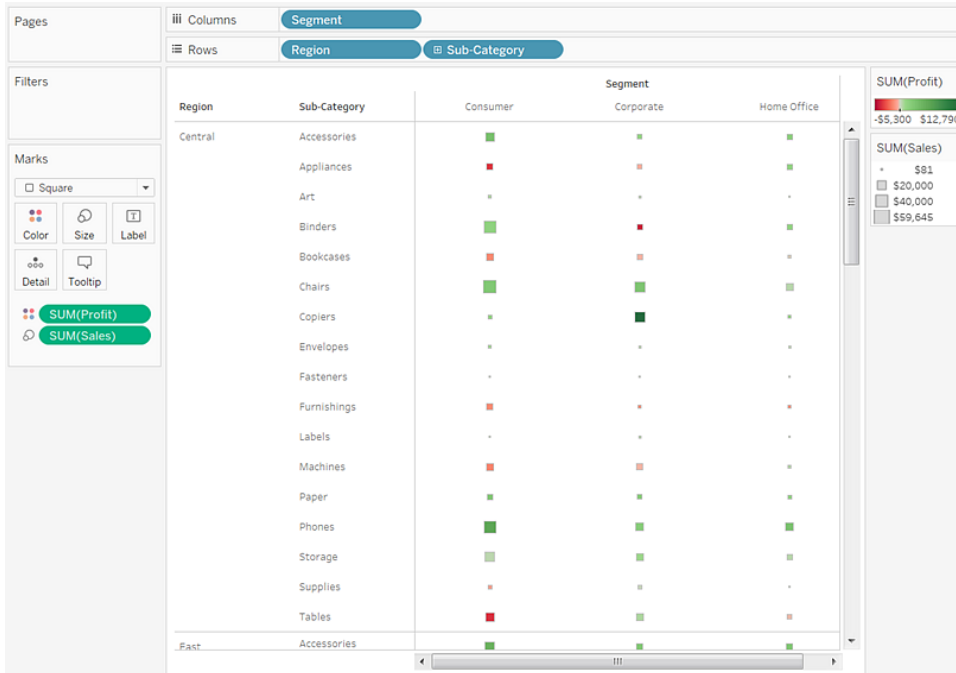 Pages
Columns
Segment
Rows
Region
Sub-Category
Filters
Marks
Square
Color
Size
Label
Detail
Tooltip
SUM(Profit)
SUM(Sales)
Segment
Region Sub-Category Consumer Corporate Home Office
Central Accessories
Appliances
Art
Binders
Bookcases
Chairs
Copiers
Envelopes
Fasteners
Furnishings
Labels
Machines
Paper
Phones
Storage
Supplies
Tables
East Accessories
SUM(Profit)
-$5,300 $12,790
SUM(Sales)
$81
$20,000
$40,000
$59,645